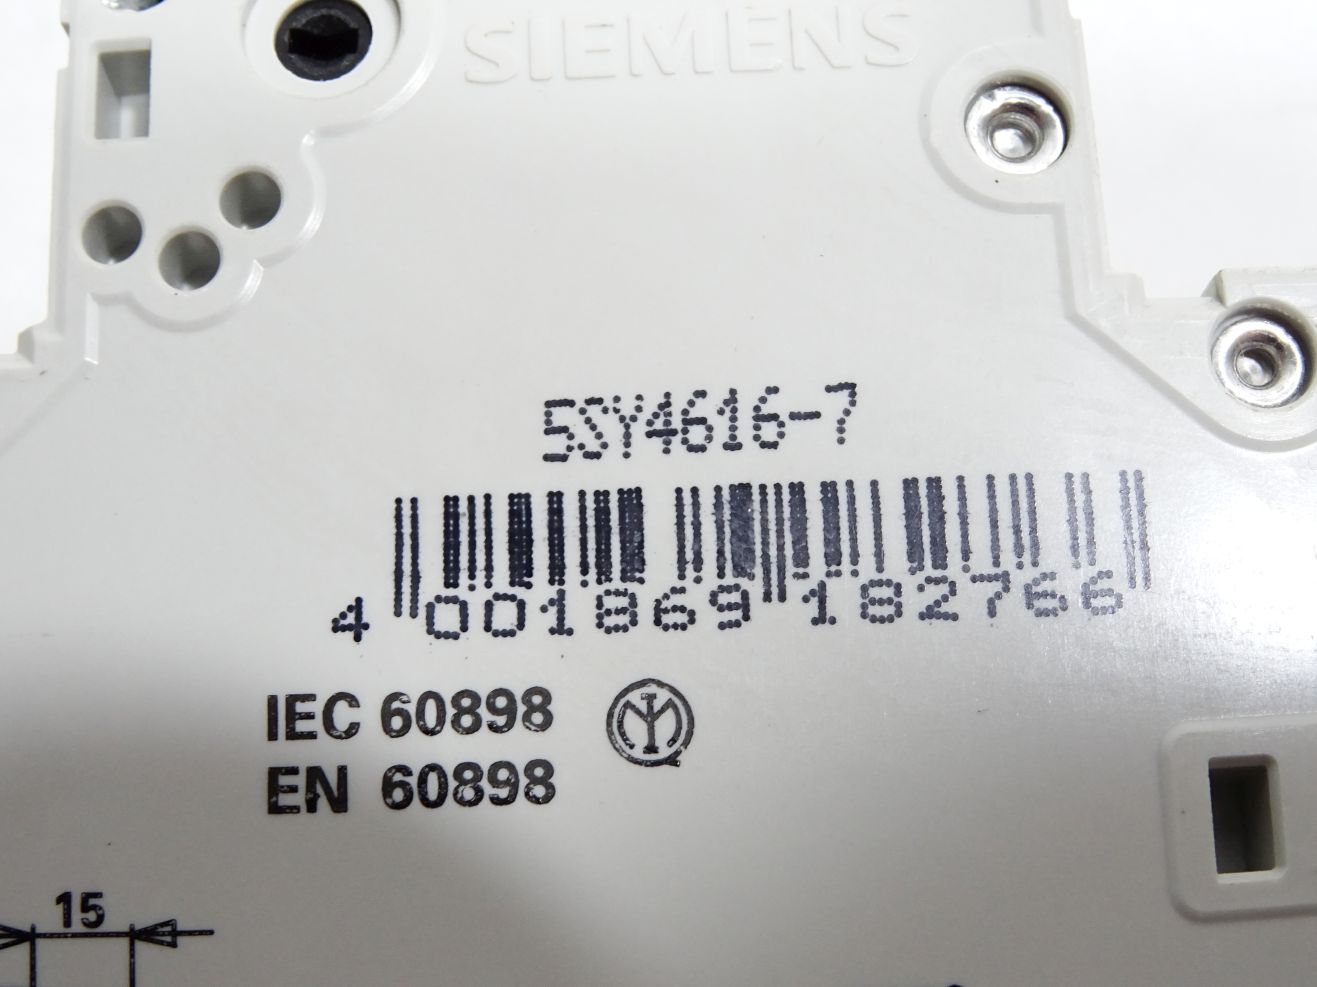 SIEMENS
5SY4616-7
4 001869 182766
IEC 60898
EN 60898
15